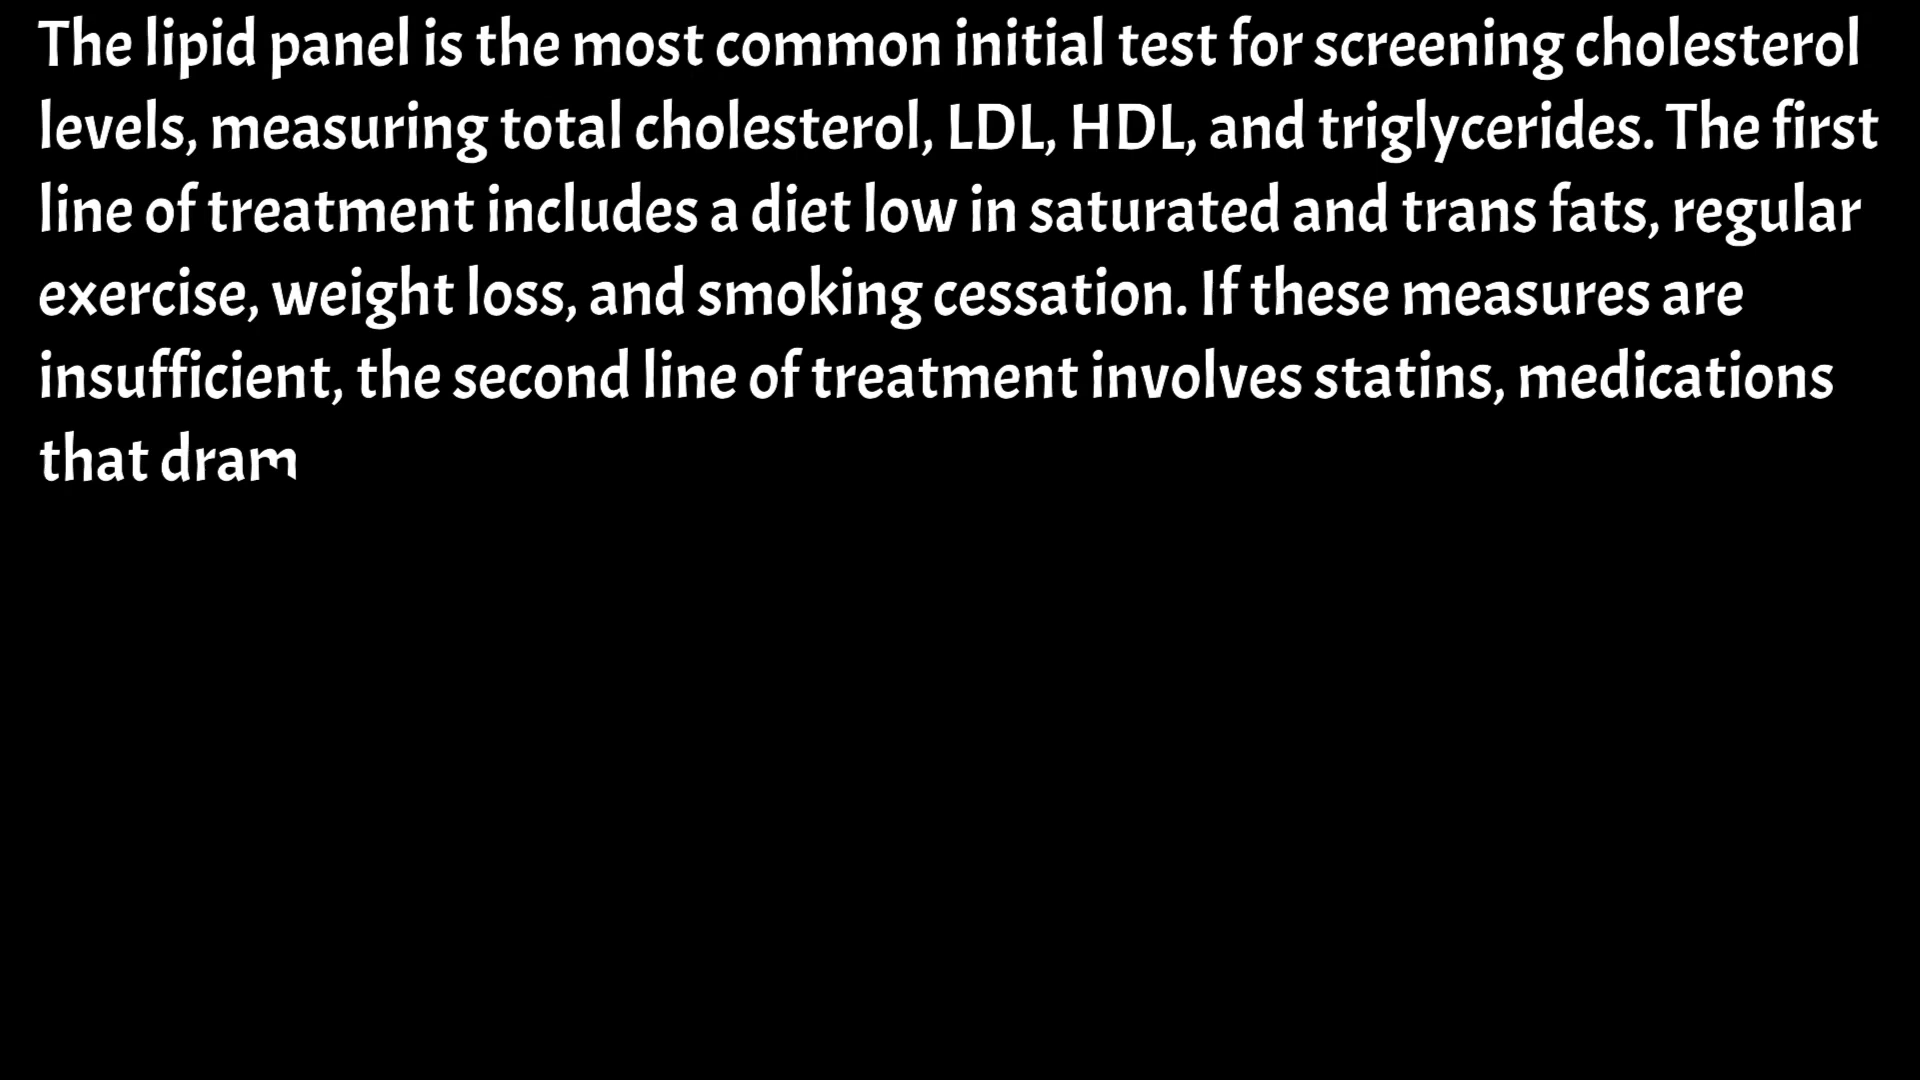 The lipid panel is the most common initial test for screening cholesterol
levels, measuring total cholesterol, LDL, HDL, and triglycerides. The first
line of treatment includes a diet low in saturated and trans fats, regular
exercise, weight loss, and smoking cessation. If these measures are
insufficient, the second line of treatment involves statins, medications
that dram